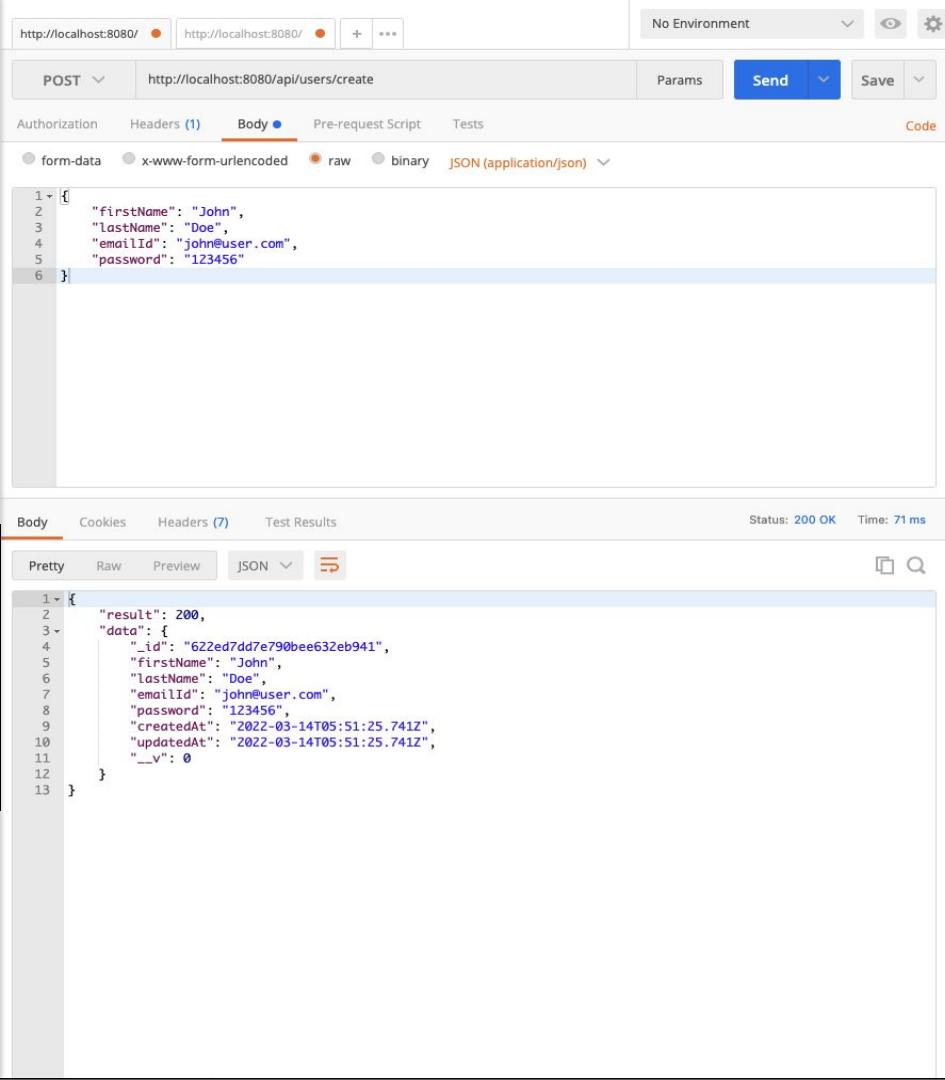 http://localhost:8080/ http://localhost:8080/ + ••• No Environment
POST http://localhost:8080/api/users/create Params Send Save
Authorization Headers (1) Body Pre-request Script Tests Code
form-data x-www-form-urlencoded raw binary JSON (application/json)
1 {
2 "firstName": "John",
3 "lastName": "Doe",
4 "emailId": "john@user.com",
5 "password": "123456"
6 }
Body Cookies Headers (7) Test Results Status: 200 OK Time: 71 ms
Pretty Raw Preview JSON
1 {
2 "result": 200,
3 "data": {
4 "_id": "622ed7dd7e790bee632eb941",
5 "firstName": "John",
6 "lastName": "Doe",
7 "emailId": "john@user.com",
8 "password": "123456",
9 "createdAt": "2022-03-14T05:51:25.741Z",
10 "updatedAt": "2022-03-14T05:51:25.741Z",
11 "__v": 0
12 }
13 }